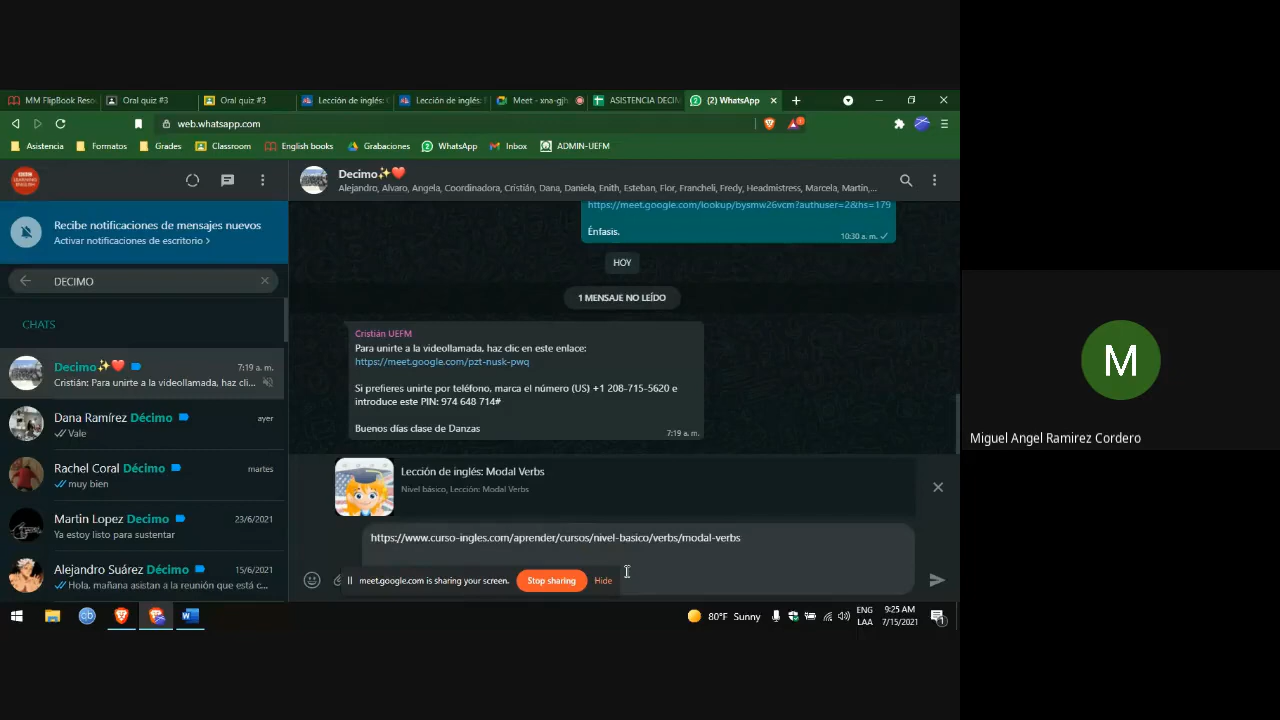 MM FlipBook Reso
Oral quiz #3
Oral quiz #3
Lección de inglés:
Lección de inglés:
Meet - xna-gjh
ASISTENCIA DECIM
(2) WhatsApp
web.whatsapp.com
Asistencia
Formatos
Grades
Classroom
English books
Grabaciones
WhatsApp
Inbox
ADMIN-UEFM
Recibe notificaciones de mensajes nuevos
Activar notificaciones de escritorio >
DECIMO
CHATS
Decimo✨❤️
7:19 a. m.
Cristián: Para unirte a la videollamada, haz cli...
Dana Ramírez Décimo
ayer
Vale
Rachel Coral Décimo
martes
muy bien
Martin Lopez Decimo
23/6/2021
Ya estoy listo para sustentar
Alejandro Suárez Décimo
15/6/2021
Hola, mañana asistan a la reunión que está c...
Decimo✨❤️
Alejandro, Alvaro, Angela, Coordinadora, Cristián, Dana, Daniela, Enith, Esteban, Flor, Francheli, Fredy, Headmistress, Marcela, Martin,...
https://meet.google.com/lookup/bysmw26vcm?authuser=2&hs=179
Énfasis.
10:30 a. m.
HOY
1 MENSAJE NO LEÍDO
Cristián UEFM
Para unirte a la videollamada, haz clic en este enlace:
https://meet.google.com/pzt-nusk-pwq
Si prefieres unirte por teléfono, marca el número (US) +1 208-715-5620 e
introduce este PIN: 974 648 714#
Buenos días clase de Danzas
7:19 a. m.
Lección de inglés: Modal Verbs
Nivel básico, Lección: Modal Verbs
https://www.curso-ingles.com/aprender/cursos/nivel-basico/verbs/modal-verbs
meet.google.com is sharing your screen.
Stop sharing
Hide
80°F Sunny
ENG
LAA
9:25 AM
7/15/2021
M
Miguel Angel Ramirez Cordero